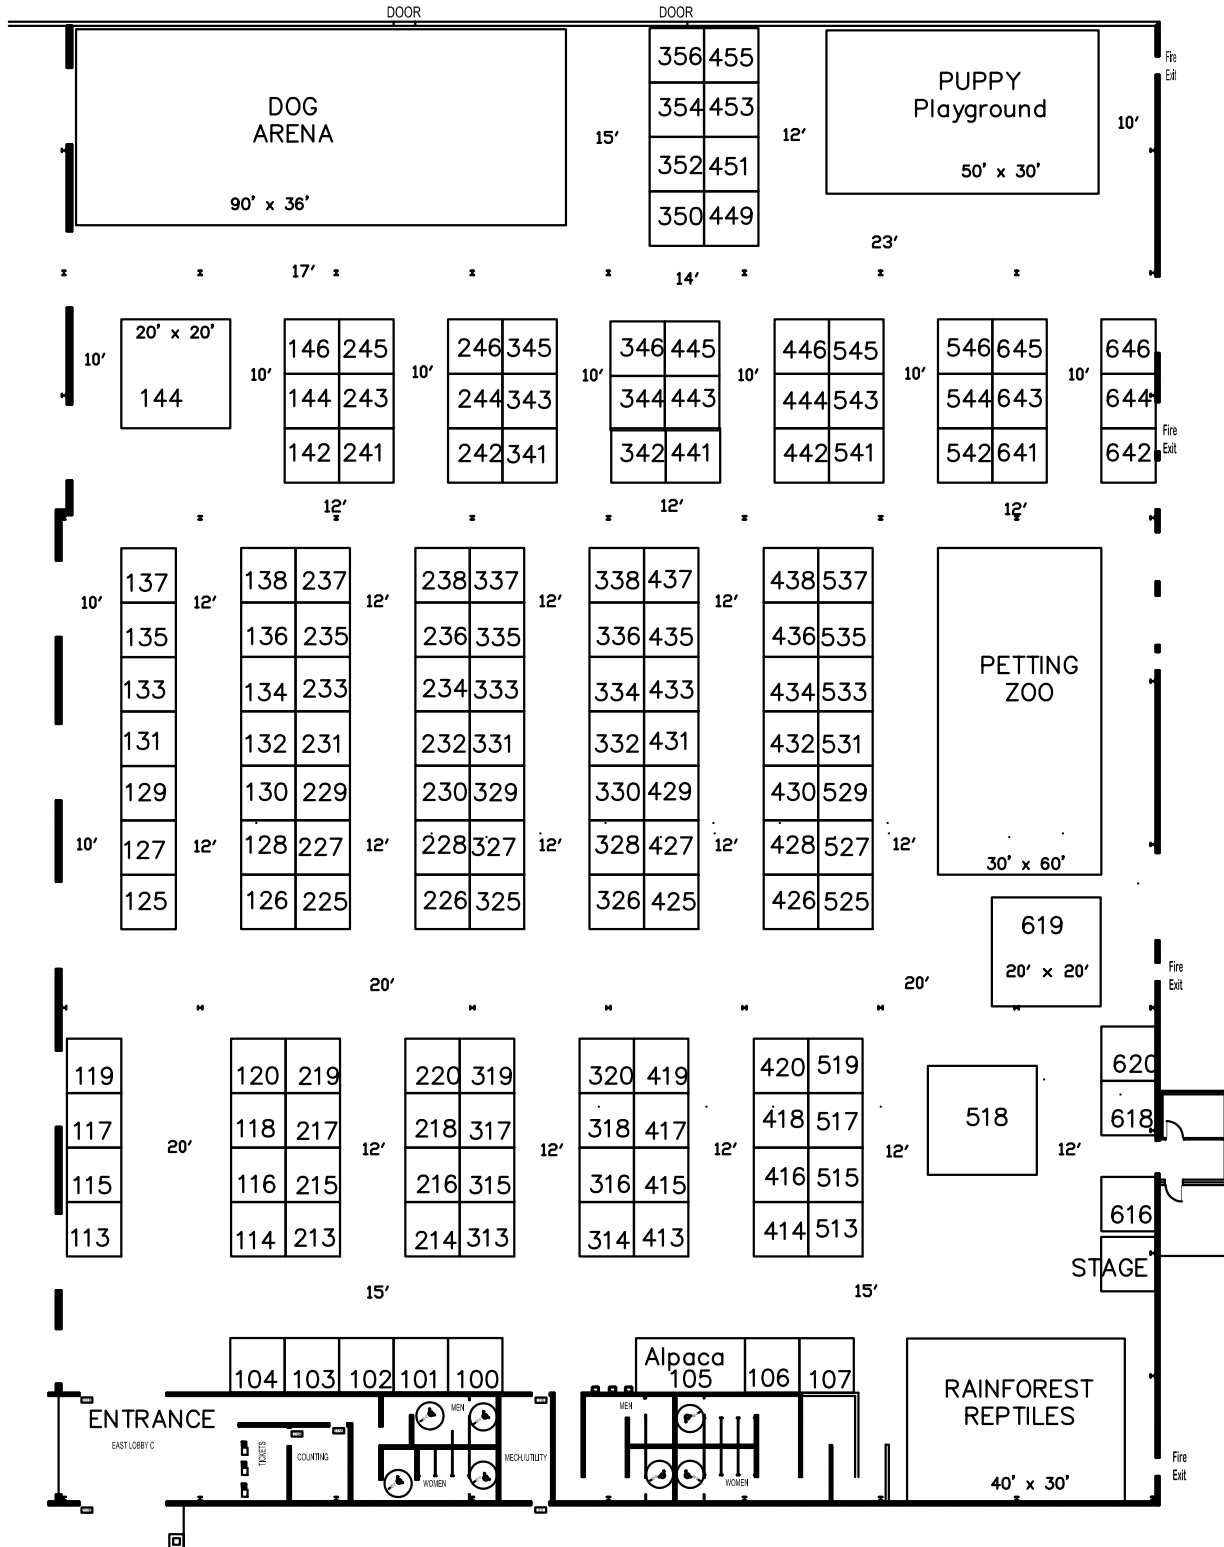 DOOR DOOR
356 455
Fire
Exit
DOG
ARENA
PUPPY
Playground
354 453
15' 12' 10'
352 451
50' x 30'
90' x 36'
350 449
23'
17' 14'
20' x 20'
146 245 246 345 346 445 446 545 546 645 646
10' 10' 10' 10' 10' 10' 10'
144 144 243 244 343 344 443 444 543 544 643 644
Fire
Exit
142 241 242 341 342 441 442 541 542 641 642
12' 12' 12'
137 138 237 238 337 338 437 438 537
10' 12' 12' 12' 12'
135 136 235 236 335 336 435 436 535
PETTING
ZOO
133 134 233 234 333 334 433 434 533
131 132 231 232 331 332 431 432 531
129 130 229 230 329 330 429 430 529
10' 127 12' 128 227 12' 228 327 12' 328 427 12' 428 527 12'
30' x 60'
125 126 225 226 325 326 425 426 525
619
20' x 20'
Fire
Exit
20' 20'
119 120 219 220 319 320 419 420 519 620
117 118 217 218 317 318 417 418 517 518 618
20' 12' 12' 12' 12' 12'
115 116 215 216 315 316 415 416 515
616
113 114 213 214 313 314 413 414 513
STAGE
15' 15'
Alpaca
104 103 102 101 100 105 106 107
RAINFOREST
REPTILES
ENTRANCE
EAST LOBBY C
TICKETS
COUNTING
MEN
WOMEN
MECH./UTILITY
MEN
WOMEN
Fire
Exit
40' x 30'